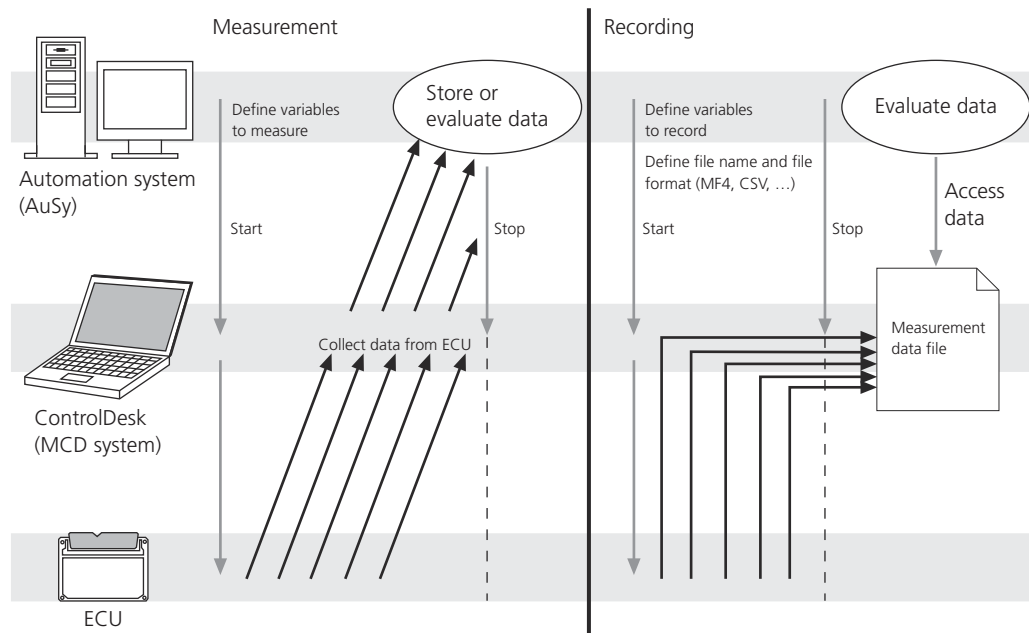 Measurement
Recording
Define variables
to measure
Store or
evaluate data
Define variables
to record
Define file name and file
format (MF4, CSV, …)
Evaluate data
Automation system
(AuSy)
Start
Stop
Start
Stop
Access
data
Collect data from ECU
Measurement
data file
ControlDesk
(MCD system)
ECU